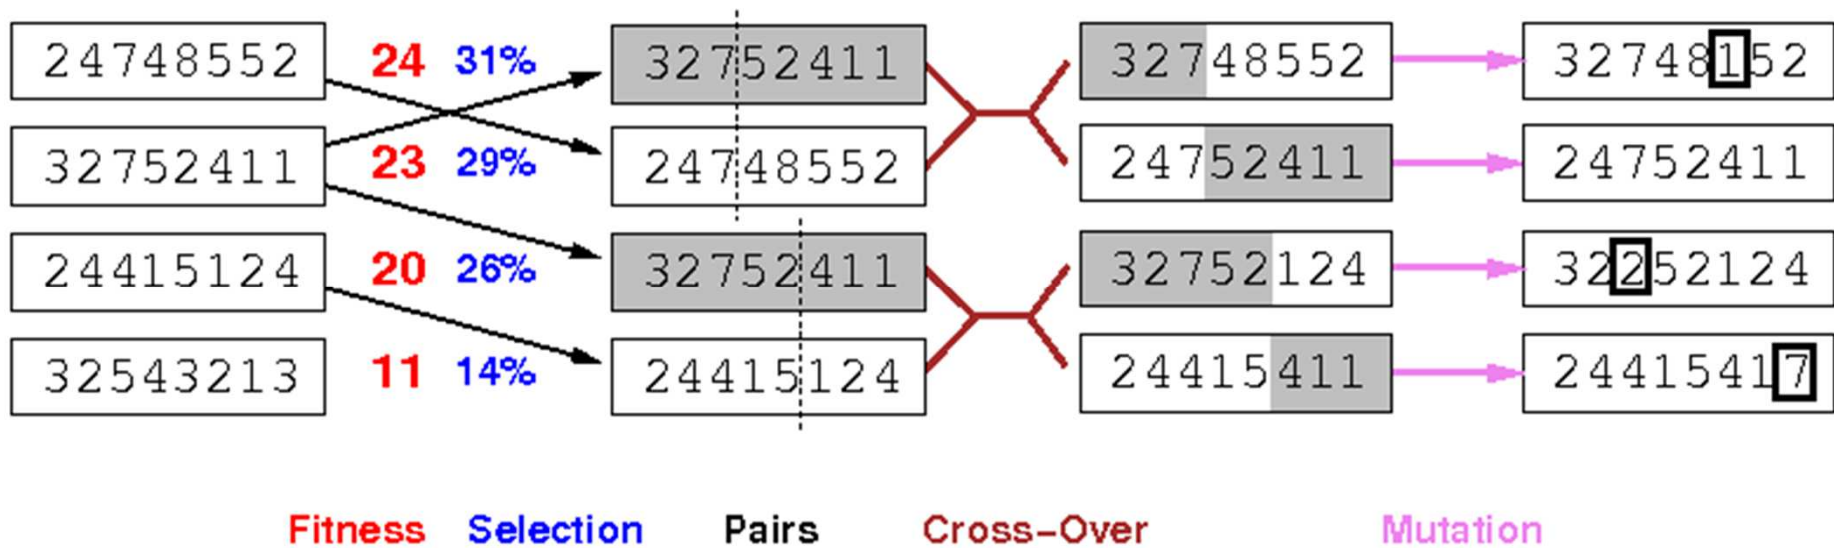 24748552 24 31% 32752411 32748552 32748152
32752411 23 29% 24748552 24752411 24752411
24415124 20 26% 32752411 32752124 32252124
32543213 11 14% 24415124 24415411 24415417
Fitness Selection Pairs Cross-Over Mutation